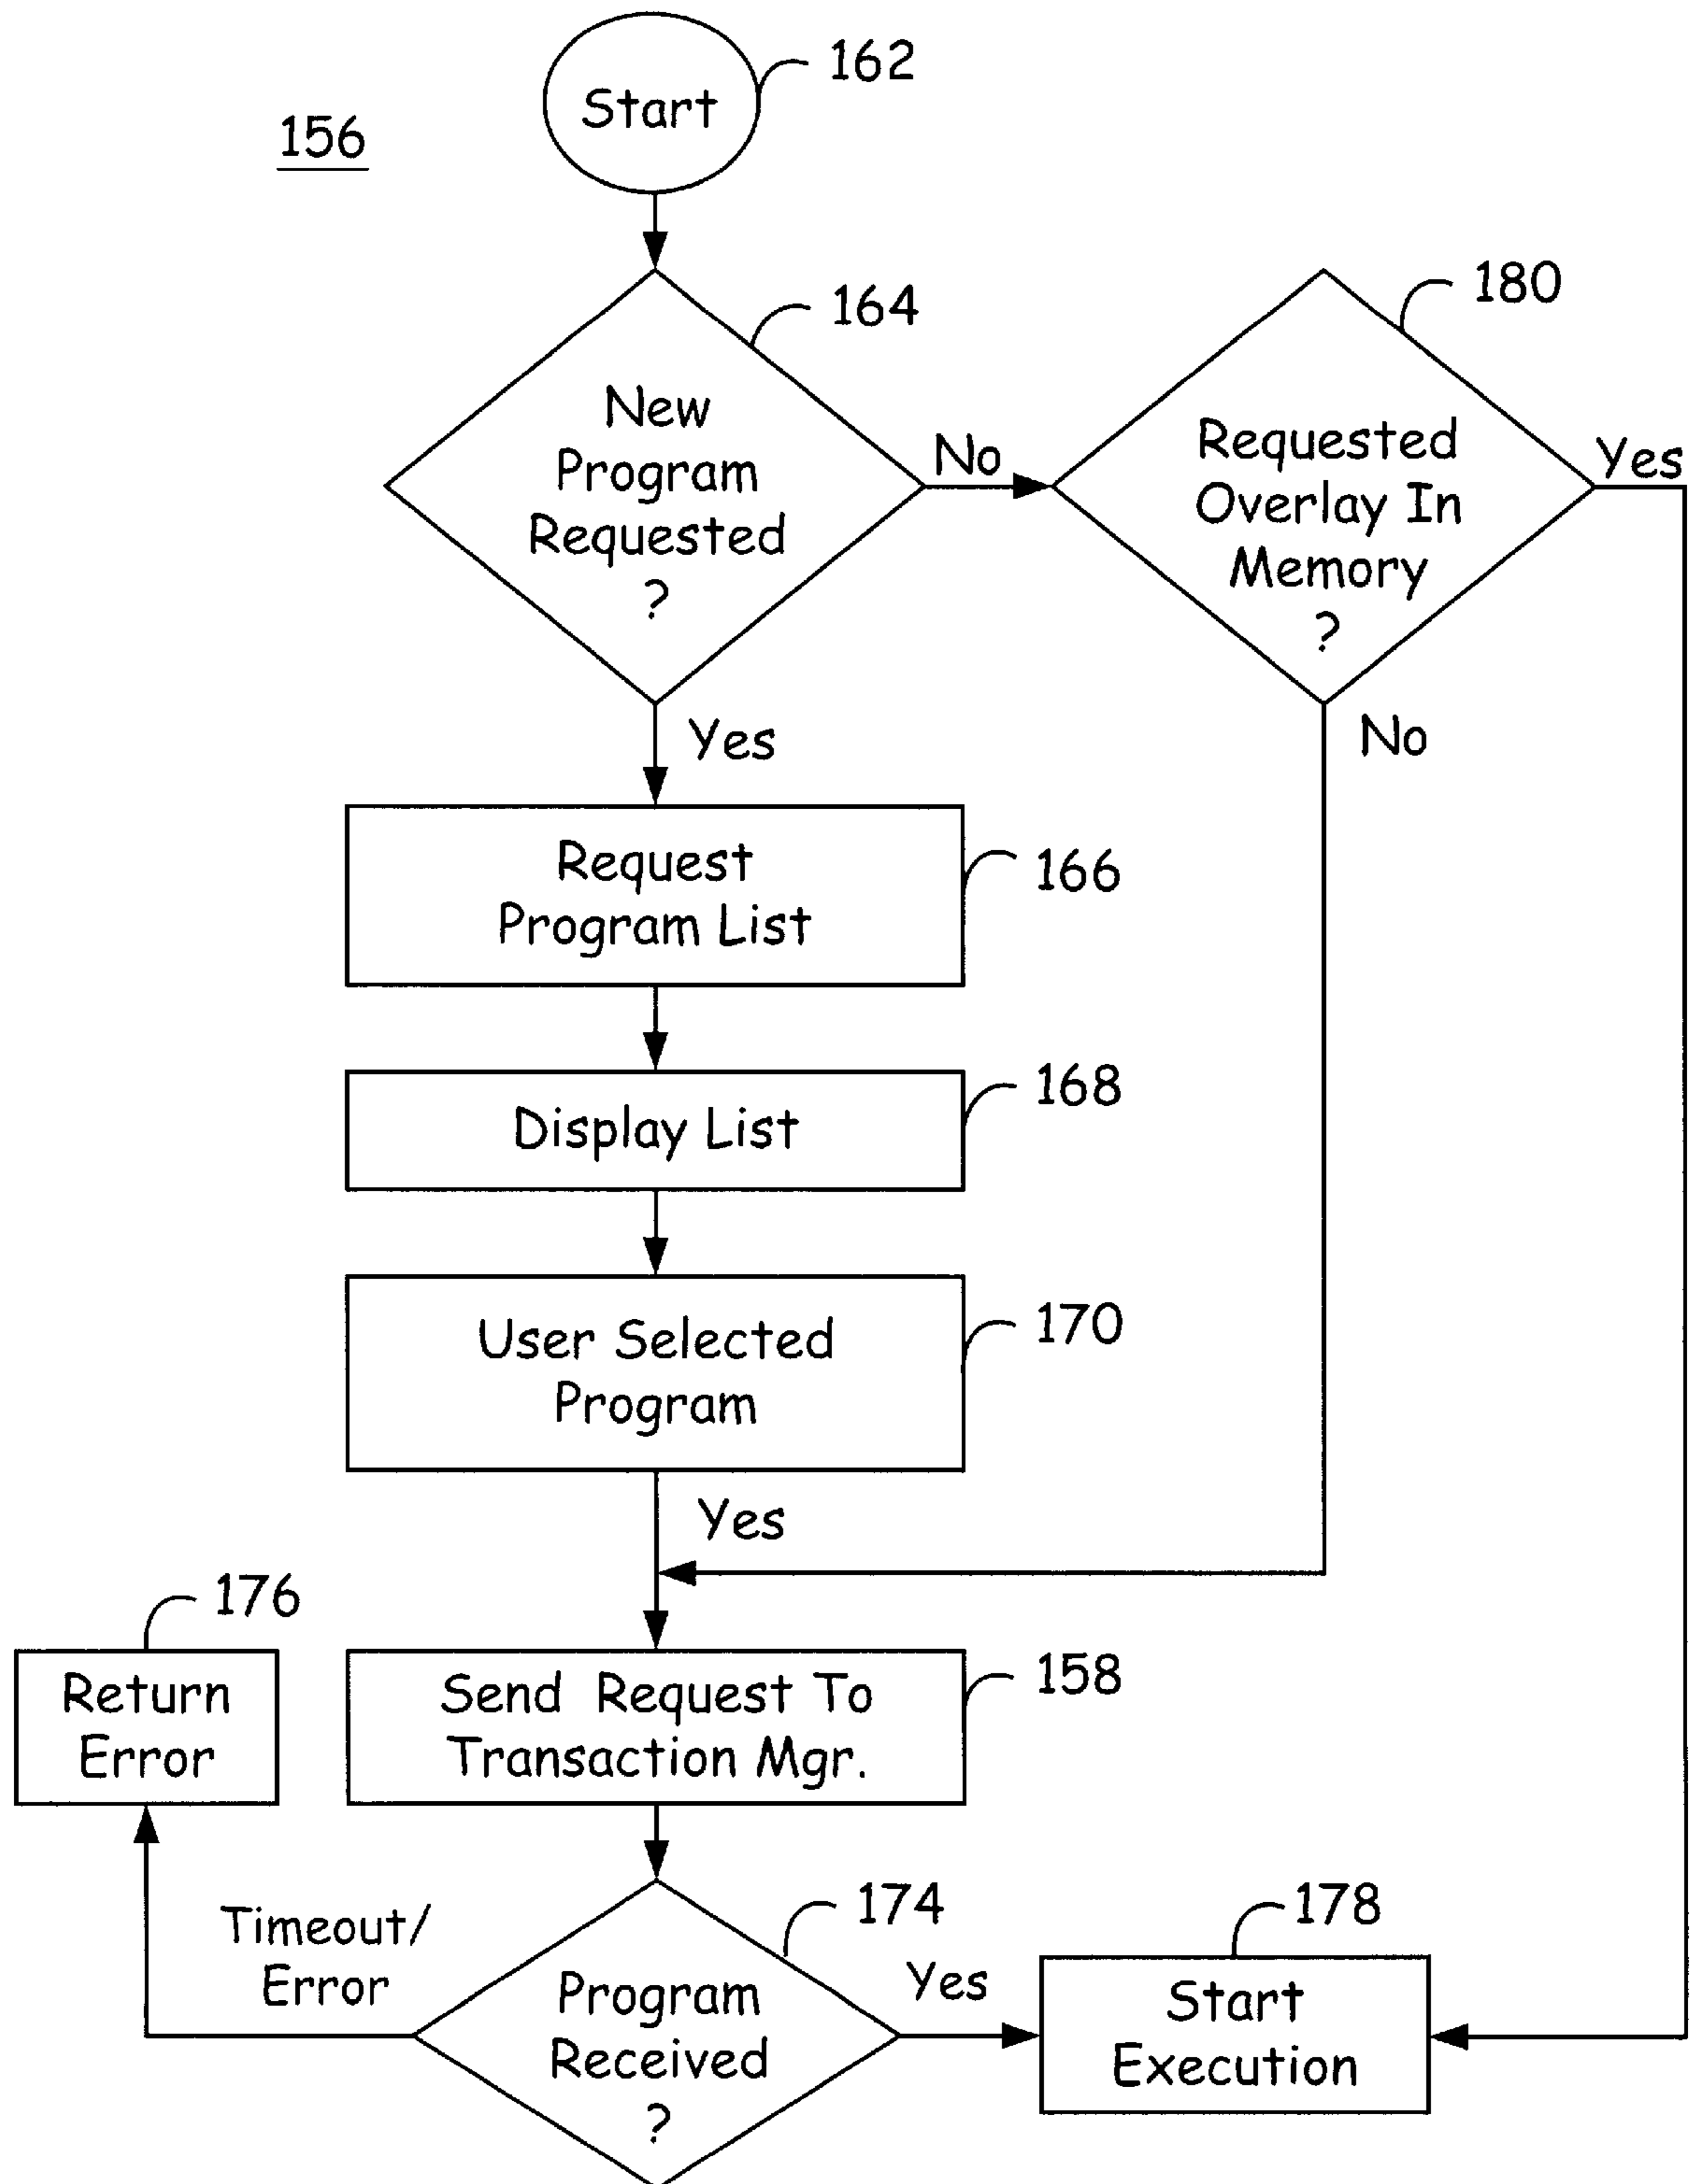 162
Start
156
164
New
Program
Requested
?
No
180
Requested
Overlay In
Memory
?
Yes
Yes
No
Request
Program List
166
Display List
168
User Selected
Program
170
Yes
176
Return
Error
Send Request To
Transaction Mgr.
158
Timeout/
Error
174
Program
Received
?
Yes
178
Start
Execution